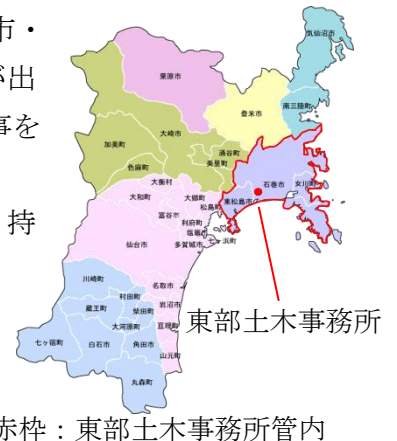 市・
が出
事を
持
気仙沼市
栗原市
登米市
南三陸町
大崎市
加美町
涌谷町
色麻町
美里町
石巻市
女川町
大衡村
東松島市
大和町
大郷町
松島町
富谷市
利府町
塩竈市
仙台市
多賀城市
七ヶ浜町
名取市
川崎町
岩沼市
村田町
蔵王町
柴田町
亘理町
大河原町
七ヶ宿町
白石市
角田市
山元町
丸森町
東部土木事務所
赤枠：東部土木事務所管内